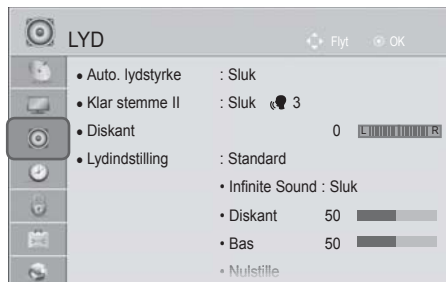 LYD
Flyt OK
Auto. lydstyrke : Sluk
Klar stemme II : Sluk 3
Diskant 0 L R
Lydindstilling : Standard
• Infinite Sound : Sluk
• Diskant 50
• Bas 50
• Nulstille